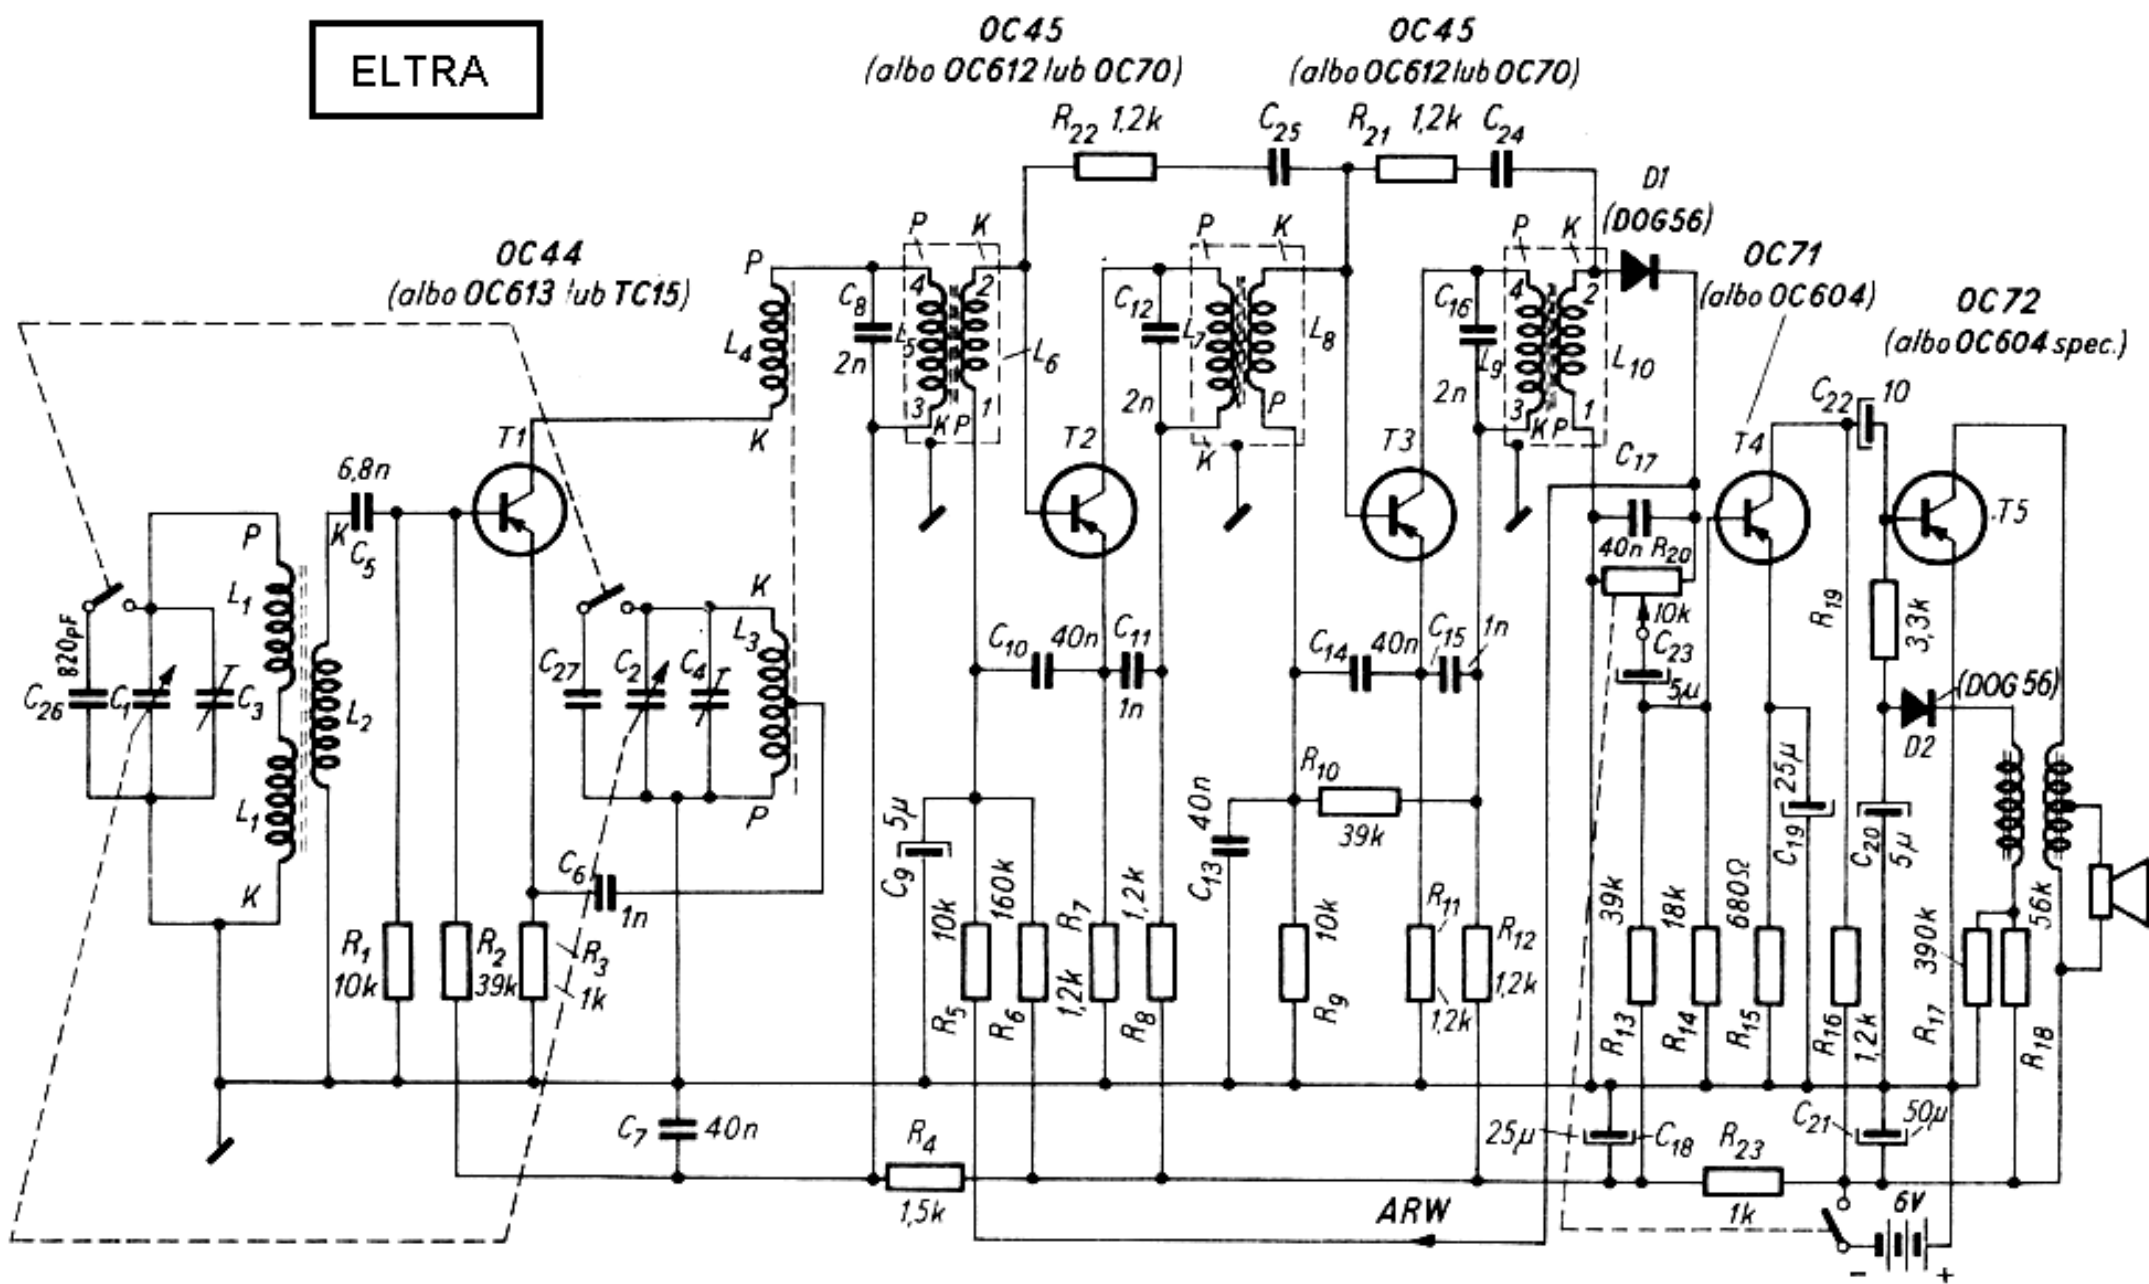 ELTRA
OC45
(albo OC612 lub OC70)
OC45
(albo OC612 lub OC70)
R22 1,2k
C25
R21 1,2k
C24
D1
(DOG56)
OC44
(albo OC613 lub TC15)
OC71
(albo OC604)
OC72
(albo OC604 spec.)
P
K
P
K
P
K
P
L4
K
C8
2n
L5
4
2
3
1
K P
L6
C12
2n
L7
L8
P
K
C16
2n
L9
4
2
3
1
K P
L10
C22 10
T1
T2
T3
T4
T5
6,8n
K
C5
P
L1
L2
L1
K
820pF
C26
C1
C3
C27
C2
C4
K
L3
P
C6
1n
C10 40n
C11
1n
C14 40n
C15 1n
C17
40n R20
10k
C23
5µ
R19
3,3k
(DOG56)
D2
25µ
C19
C20 5µ
5µ
C9
40n
C13
R10
39k
R1
10k
R2
39k
R3
1k
10k
R5
160k
R6
R7
1,2k
1,2k
R8
10k
R9
R11
1,2k
R12
1,2k
39k
R13
18k
R14
680Ω
R15
R16
1,2k
390k
R17
56k
R18
C7 40n
R4
1,5k
25µ
C18
R23
1k
C21
50µ
ARW
6V
- +